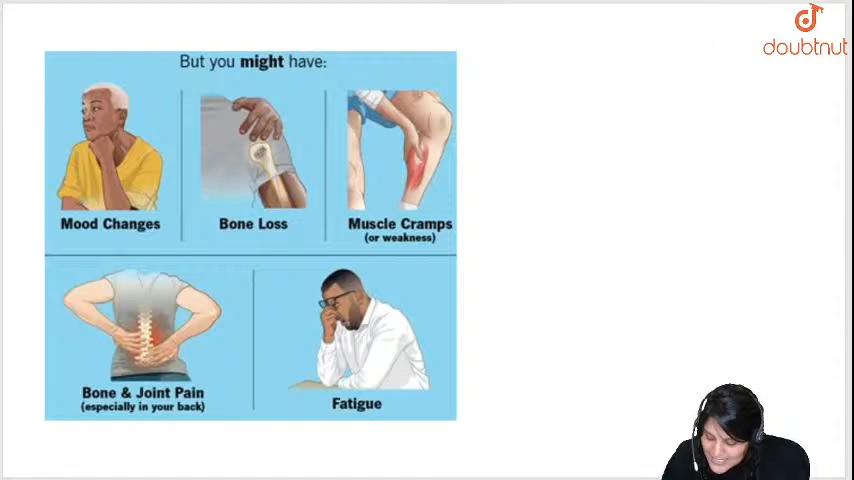 doubtnut
But you might have:
Mood Changes
Bone Loss
Muscle Cramps
(or weakness)
Bone & Joint Pain
(especially in your back)
Fatigue